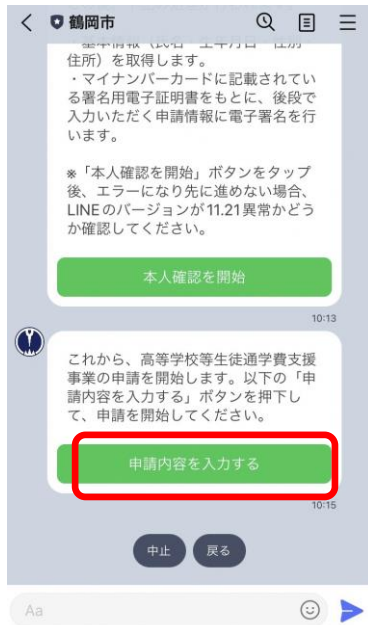 鶴岡市
住所）を取得します。
・マイナンバーカードに記載されてい
る署名用電子証明書をもとに、後段で
入力いただく申請情報に電子署名を行
います。
※「本人確認を開始」ボタンをタップ
後、エラーになり先に進めない場合、
LINEのバージョンが11.21異常かどう
か確認してください。
本人確認を開始
10:13
これから、高等学校等生徒通学費支援
事業の申請を開始します。以下の「申
請内容を入力する」ボタンを押下し
て、申請を開始してください。
申請内容を入力する
10:15
中止 戻る
Aa